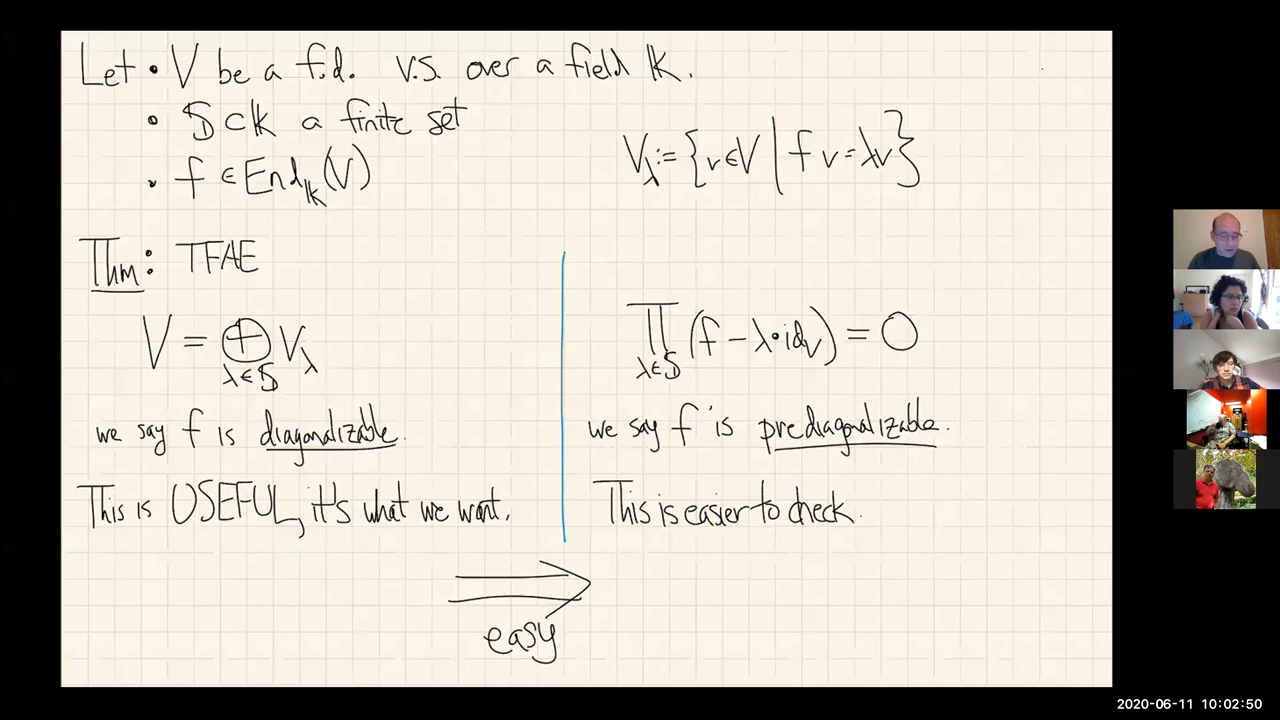 Let • V be a f.d. v.s. over a field 𝕜.
• 𝕊 ⊂ 𝕜 a finite set
• f ∈ End_𝕜(V)
V_λ := {v ∈ V | f v = λv}
Thm: TFAE
V = ⊕_{λ∈𝕊} V_λ
we say f is diagonalizable.
This is USEFUL, it's what we want.
∏_{λ∈𝕊} (f − λ•id_V) = 0
we say f is prediagonalizable.
This is easier to check.
⟹
easy
2020-06-11 10:02:50